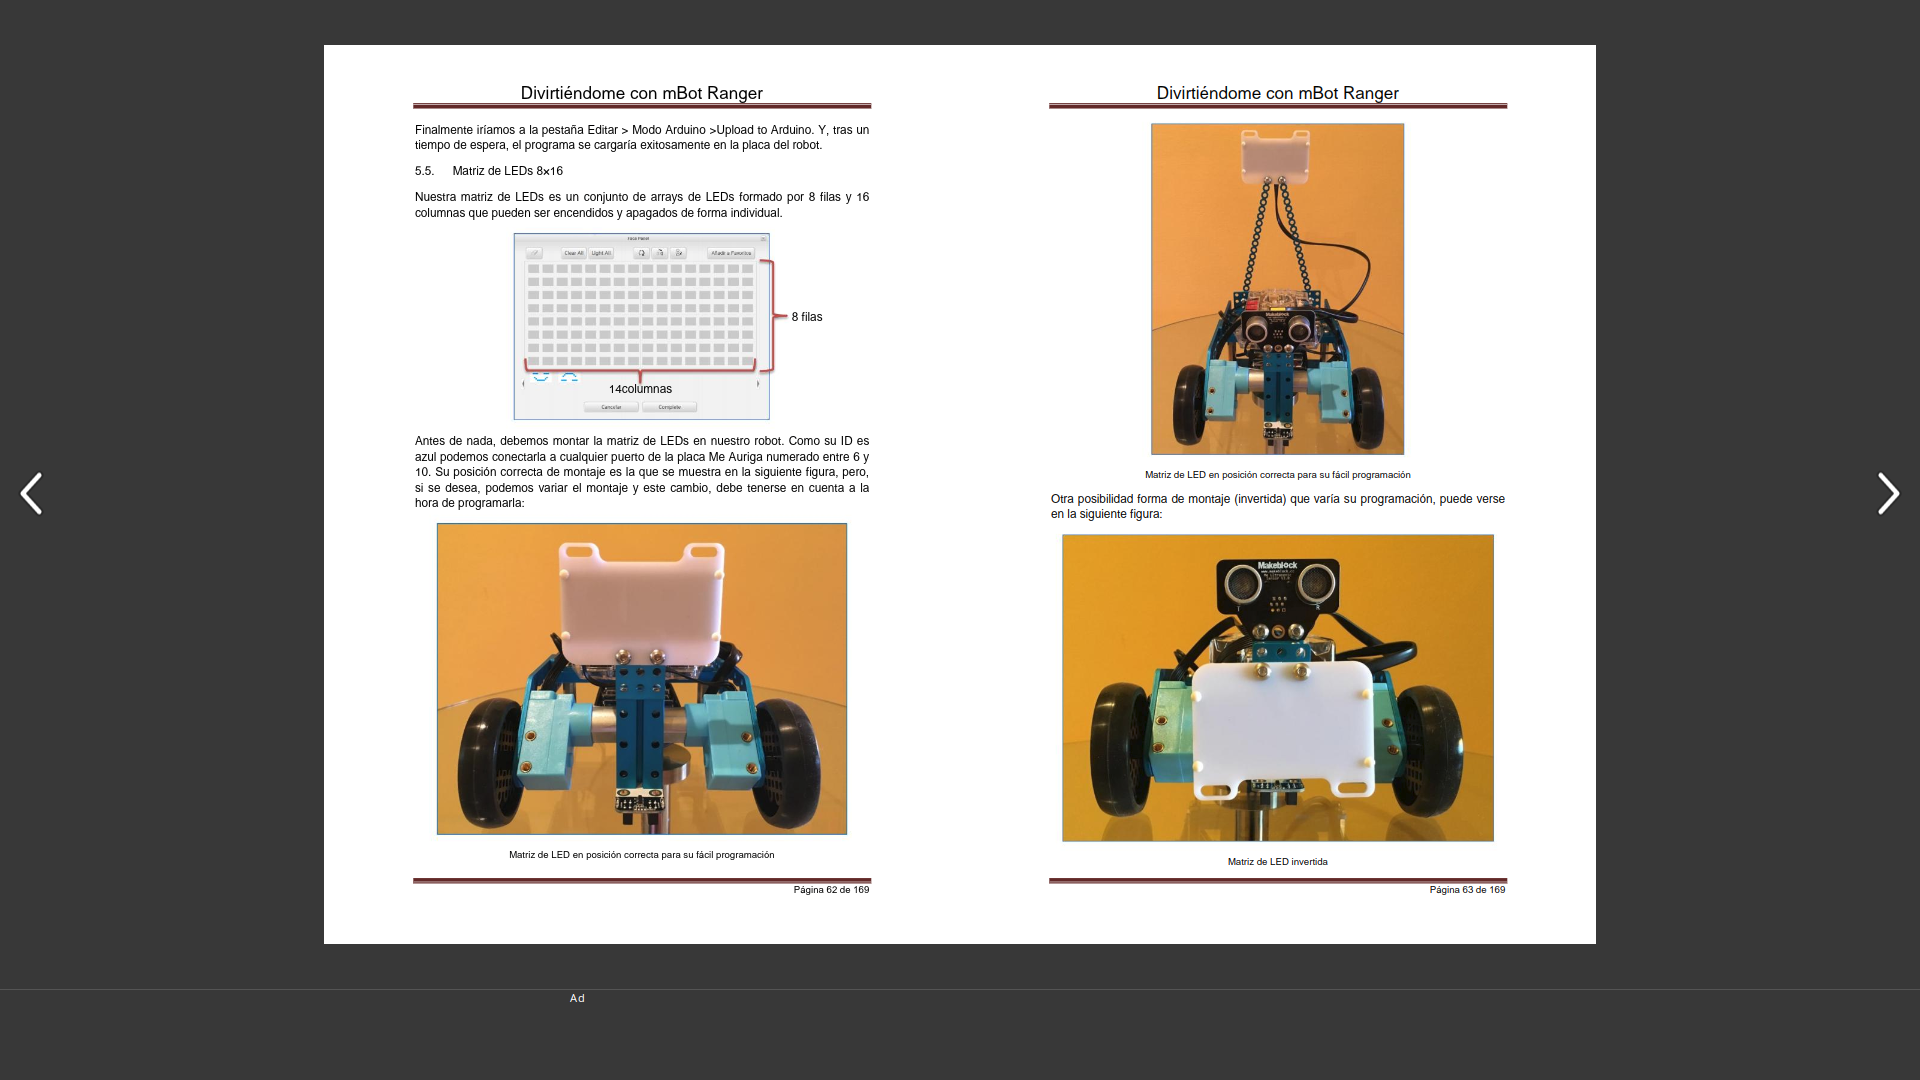 Divirtiéndome con mBot Ranger
Finalmente iríamos a la pestaña Editar > Modo Arduino >Upload to Arduino. Y, tras un
tiempo de espera, el programa se cargaría exitosamente en la placa del robot.
5.5. Matriz de LEDs 8×16
Nuestra matriz de LEDs es un conjunto de arrays de LEDs formado por 8 filas y 16
columnas que pueden ser encendidos y apagados de forma individual.
Face Panel
Clear All Light All Añadir a Favoritos
8 filas
14columnas
Cancelar Complete
Antes de nada, debemos montar la matriz de LEDs en nuestro robot. Como su ID es
azul podemos conectarla a cualquier puerto de la placa Me Auriga numerado entre 6 y
10. Su posición correcta de montaje es la que se muestra en la siguiente figura, pero,
si se desea, podemos variar el montaje y este cambio, debe tenerse en cuenta a la
hora de programarla:
Matriz de LED en posición correcta para su fácil programación
Página 62 de 169
Divirtiéndome con mBot Ranger
Makeblock
Matriz de LED en posición correcta para su fácil programación
Otra posibilidad forma de montaje (invertida) que varía su programación, puede verse
en la siguiente figura:
Makeblock
Matriz de LED invertida
Página 63 de 169
Ad